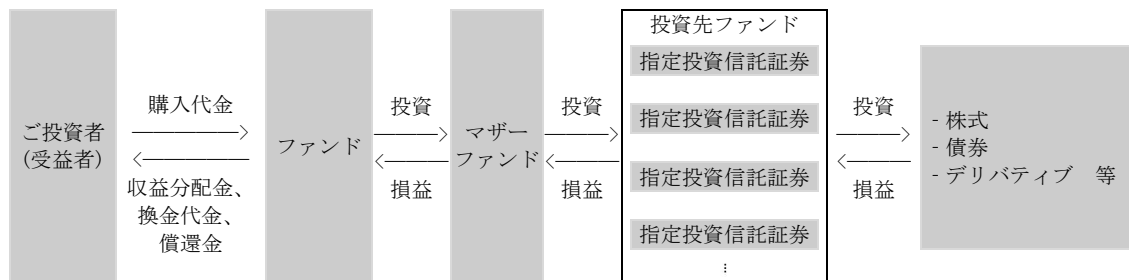 ご投資者
(受益者)
購入代金
収益分配金、
換金代金、
償還金
ファンド
投資
損益
マザー
ファンド
投資
損益
投資先ファンド
指定投資信託証券
指定投資信託証券
指定投資信託証券
指定投資信託証券
⋮
投資
損益
- 株式
- 債券
- デリバティブ　等